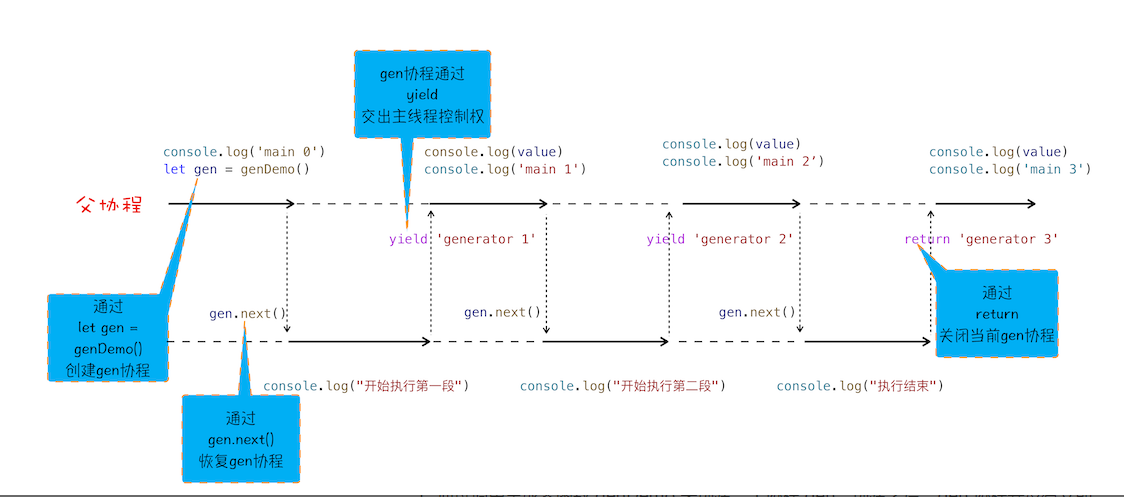 gen协程通过
yield
交出主线程控制权
console.log('main 0')
let gen = genDemo()
console.log(value)
console.log('main 1')
console.log(value)
console.log('main 2’)
console.log(value)
console.log('main 3')
父协程
yield 'generator 1'
yield 'generator 2'
return 'generator 3'
通过
let gen =
genDemo()
创建gen协程
gen.next()
gen.next()
gen.next()
通过
return
关闭当前gen协程
console.log("开始执行第一段")
console.log("开始执行第二段")
console.log("执行结束")
通过
gen.next()
恢复gen协程